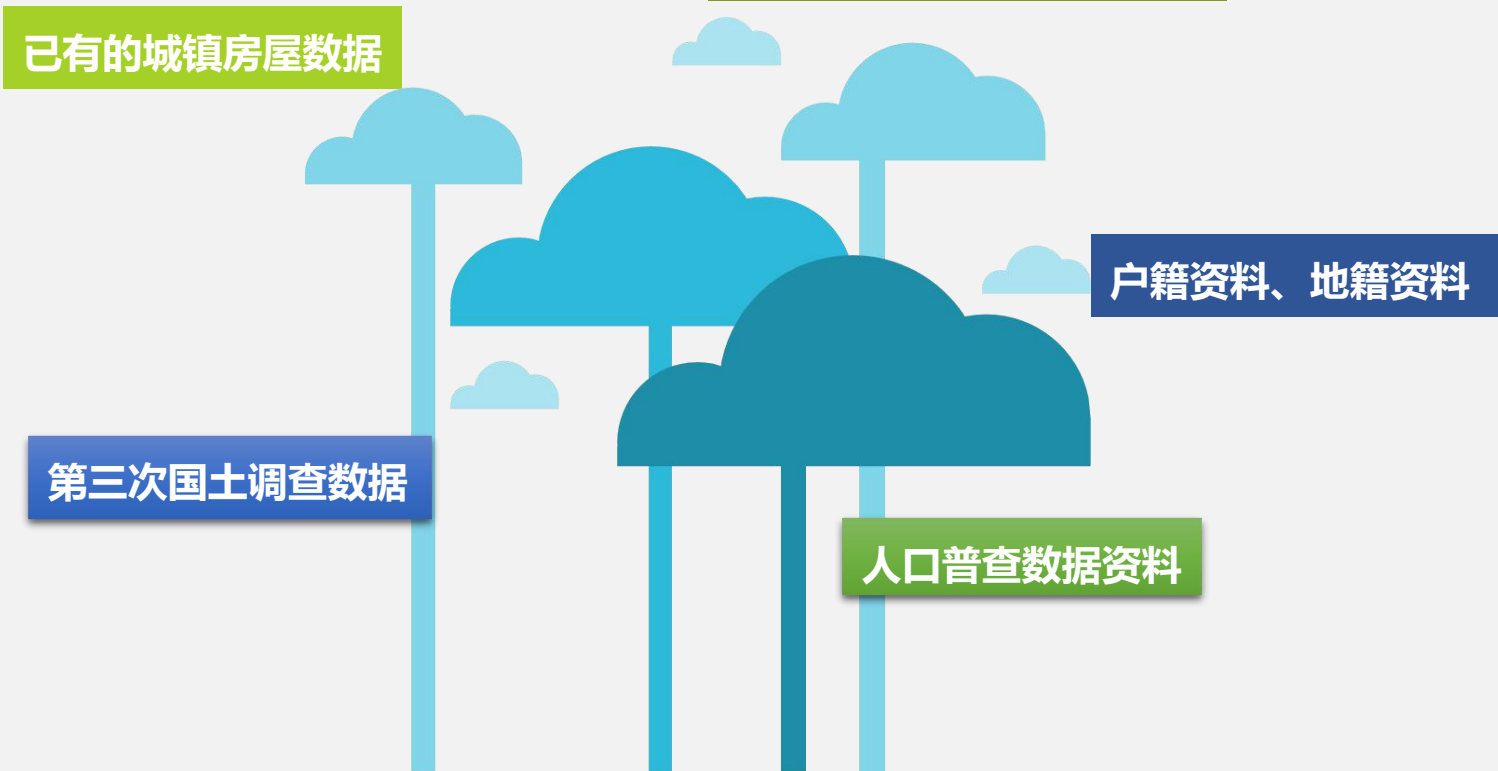 已有的城镇房屋数据
户籍资料、地籍资料
第三次国土调查数据
人口普查数据资料